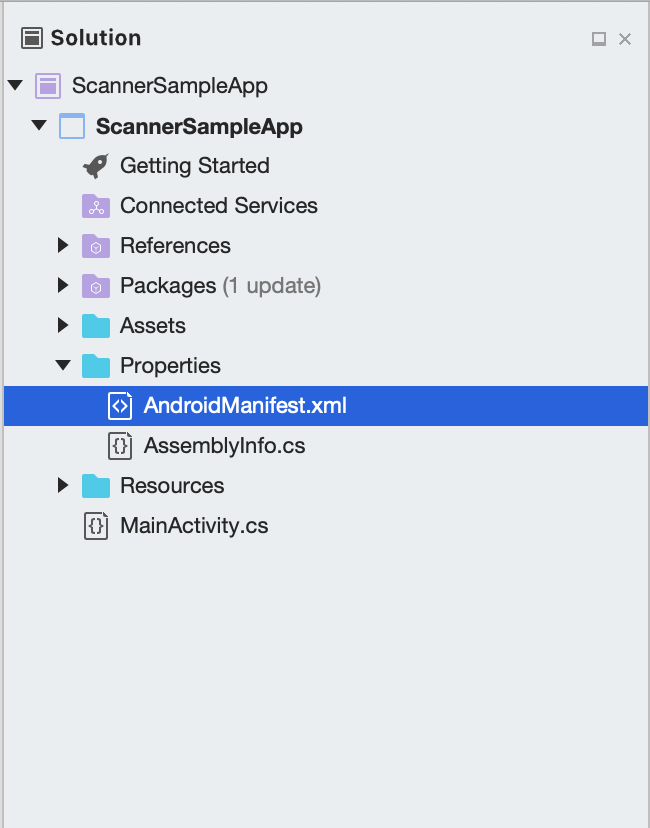 Solution
ScannerSampleApp
ScannerSampleApp
Getting Started
Connected Services
References
Packages (1 update)
Assets
Properties
AndroidManifest.xml
AssemblyInfo.cs
Resources
MainActivity.cs